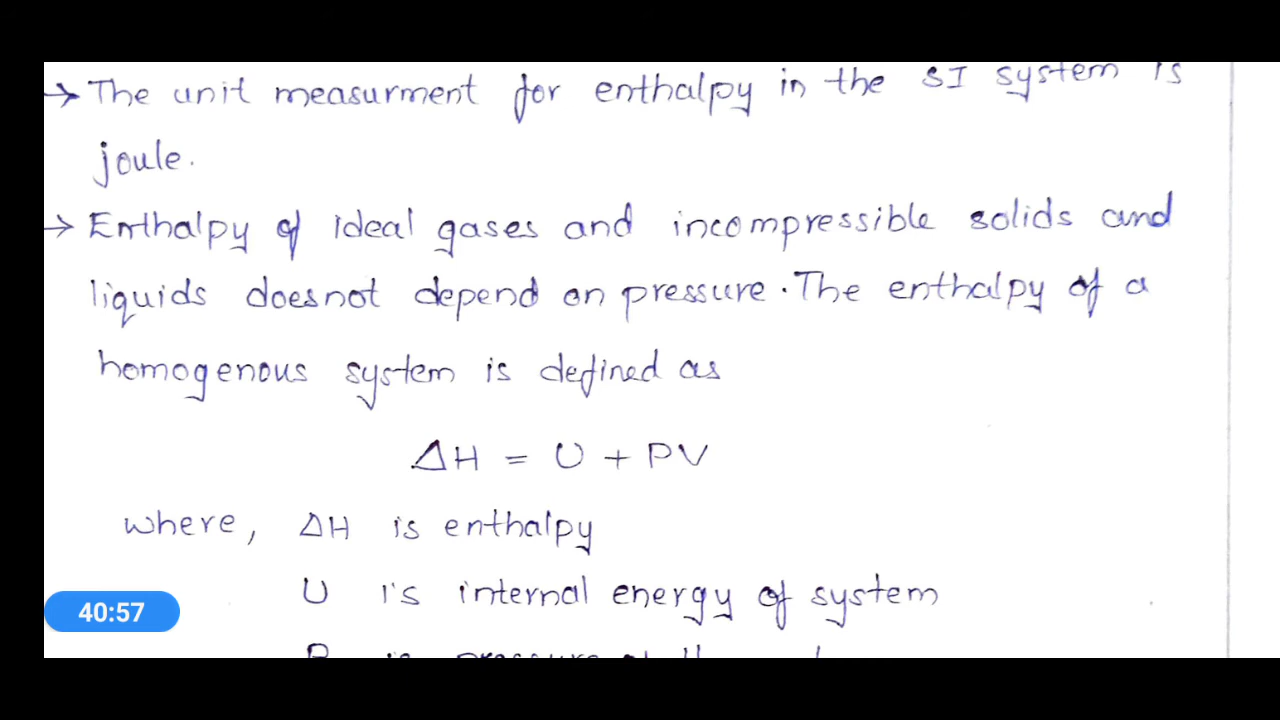 → The unit measurment for enthalpy in the SI system is
joule.
→ Enthalpy of ideal gases and incompressible solids and
liquids doesnot depend on pressure. The enthalpy of a
homogenous system is defined as
ΔH = U + PV
where, ΔH is enthalpy
U is internal energy of system
40:57
P is pressure